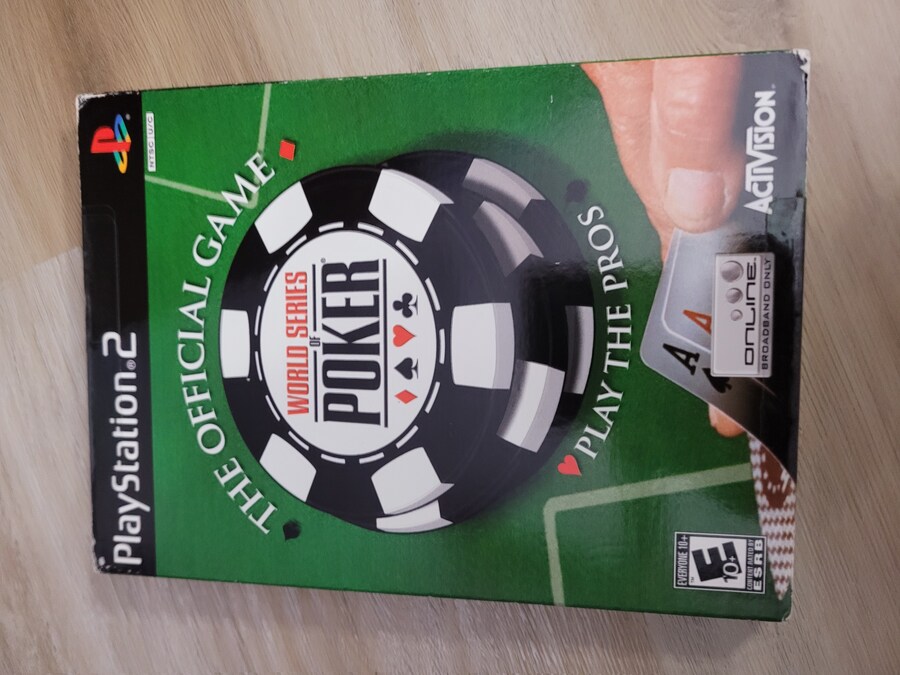 PlayStation®2
NTSC U/C
THE OFFICIAL GAME
WORLD SERIES
OF
POKER®
PLAY THE PROS
A A
EVERYONE 10+
E
10+
CONTENT RATED BY
ESRB
ONLINE
BROADBAND ONLY
ACTIVISION®